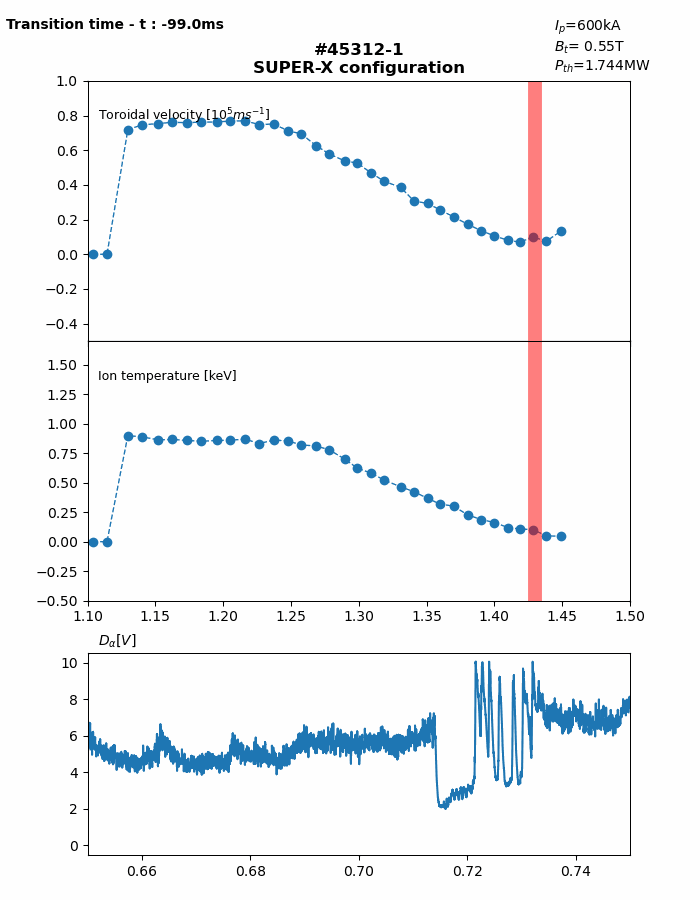 Transition time - t : -99.0ms
I_p=600kA
B_t= 0.55T
P_th=1.744MW
#45312-1
SUPER-X configuration
1.0
Toroidal velocity [10^5ms^-1]
0.8
0.6
0.4
0.2
0.0
−0.2
−0.4
1.50
Ion temperature [keV]
1.25
1.00
0.75
0.50
0.25
0.00
−0.25
−0.50
1.10 1.15 1.20 1.25 1.30 1.35 1.40 1.45 1.50
D_α[V]
10
8
6
4
2
0
0.66 0.68 0.70 0.72 0.74